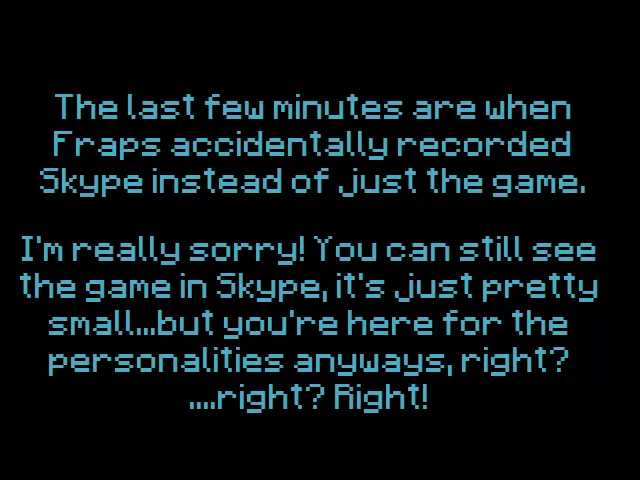 The last few minutes are when
Fraps accidentally recorded
Skype instead of just the game.
I'm really sorry! You can still see
the game in Skype, it's just pretty
small...but you're here for the
personalities anyways, right?
....right? Right!